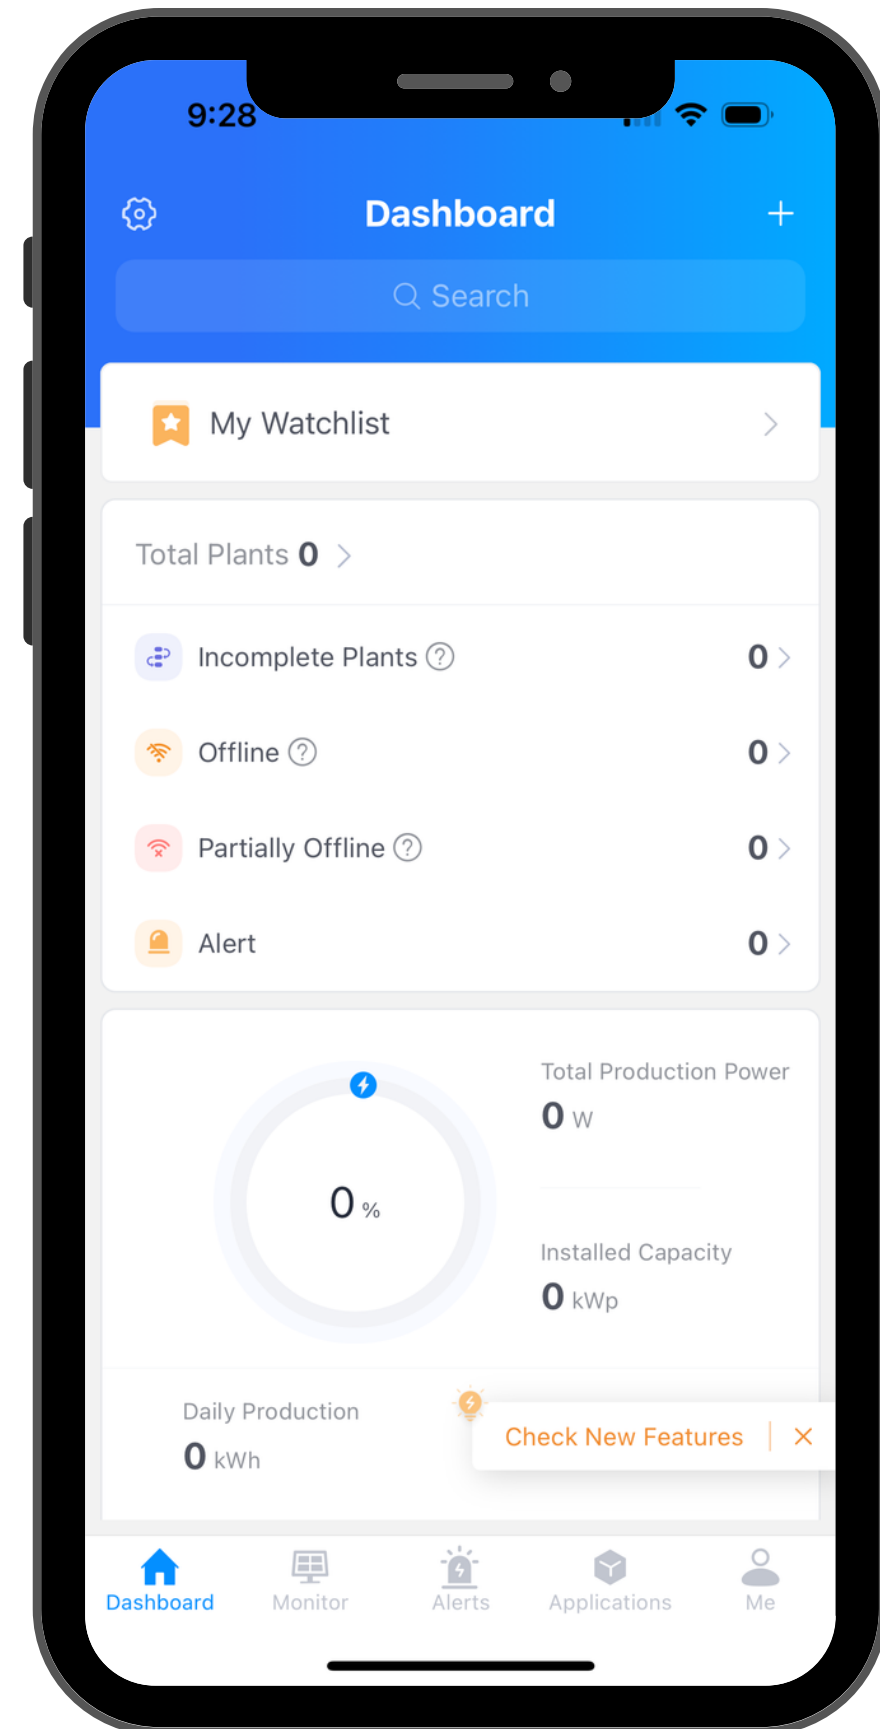 9:28
Dashboard
Search
My Watchlist
Total Plants 0
Incomplete Plants ? 0
Offline ? 0
Partially Offline ? 0
Alert 0
Total Production Power
0 W
0 %
Installed Capacity
0 kWp
Daily Production
0 kWh
Check New Features
Dashboard Monitor Alerts Applications Me